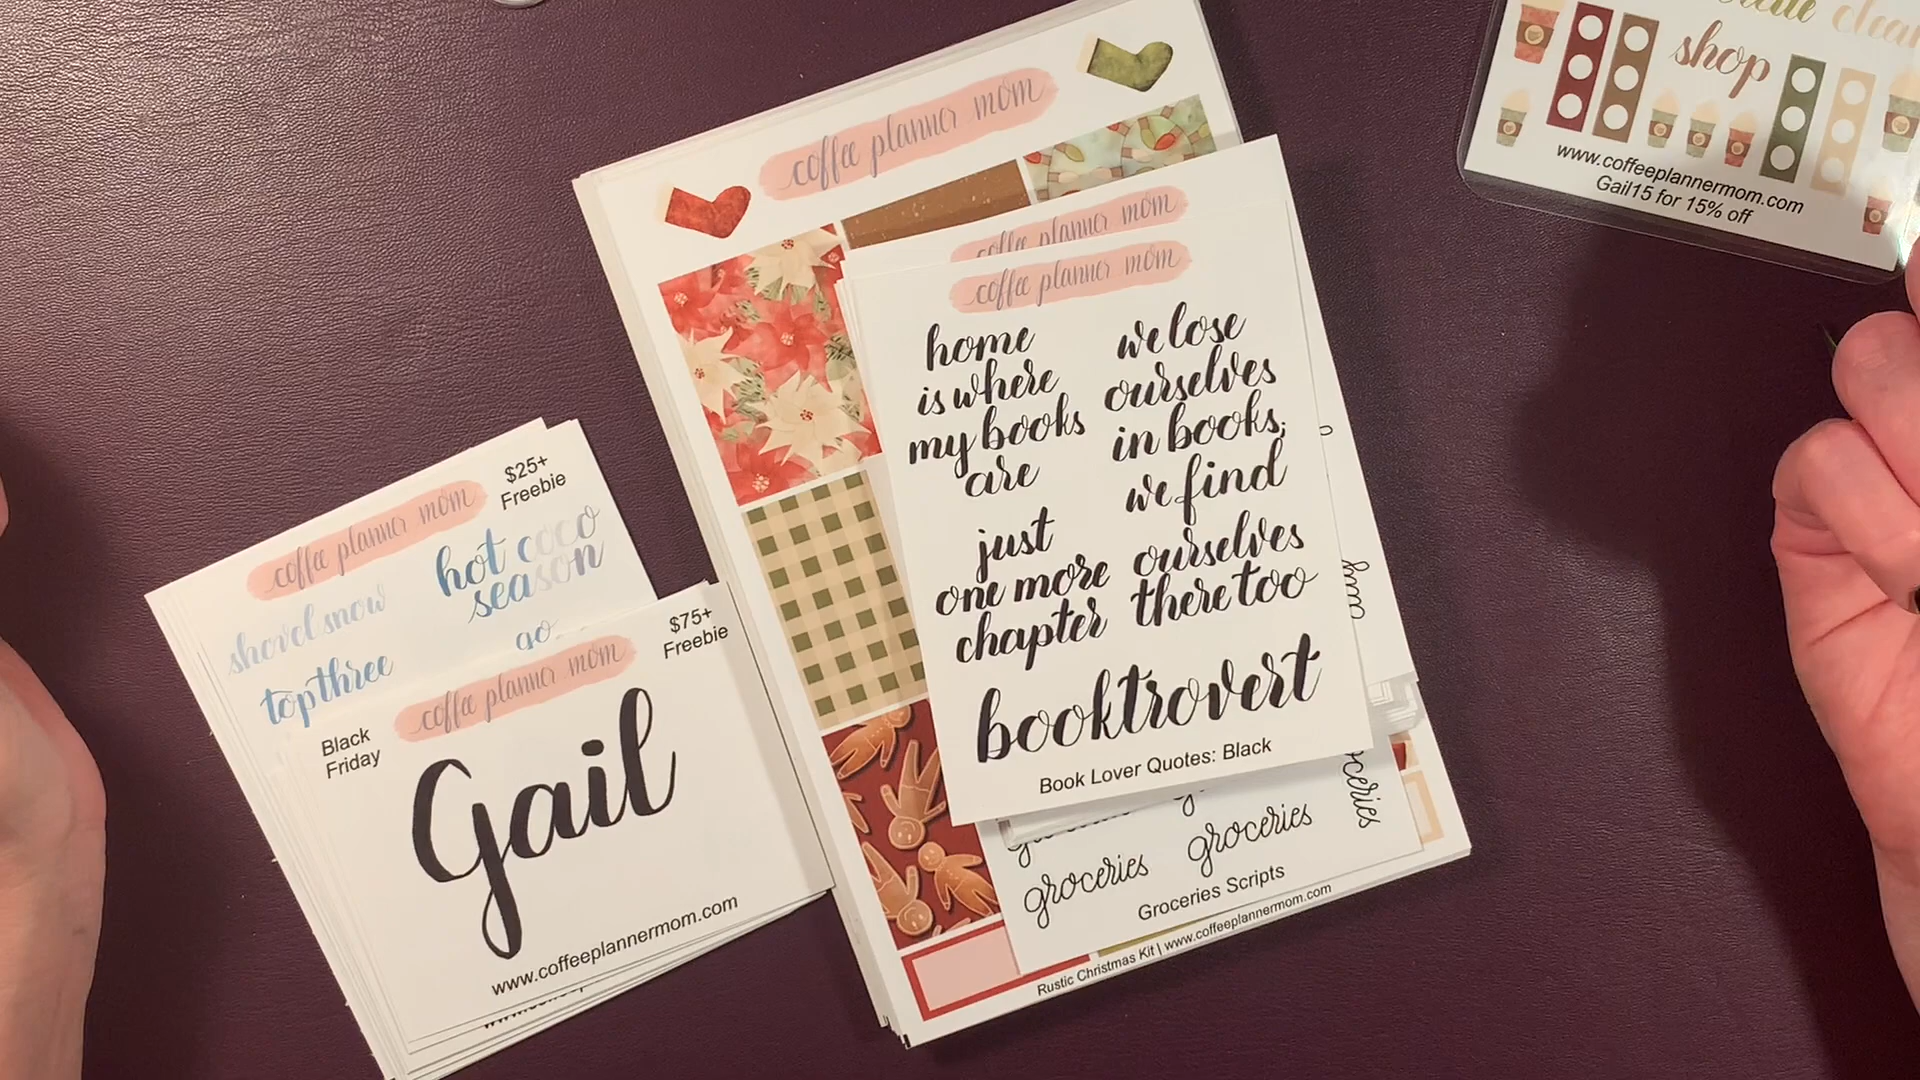 create clean
shop
www.coffeeplannermom.com
Gail15 for 15% off
coffee planner mom
coffee planner mom
coffee planner mom
home
is where
my books
are
we lose
ourselves
in books;
we find
ourselves
there too
just
one more
chapter
booktrovert
Book Lover Quotes: Black
groceries
groceries
groceries
Groceries Scripts
Rustic Christmas Kit | www.coffeeplannermom.com
$25+
Freebie
coffee planner mom
hot coco
season
shovel snow
go
top three
$75+
Freebie
coffee planner mom
Black
Friday
Gail
www.coffeeplannermom.com